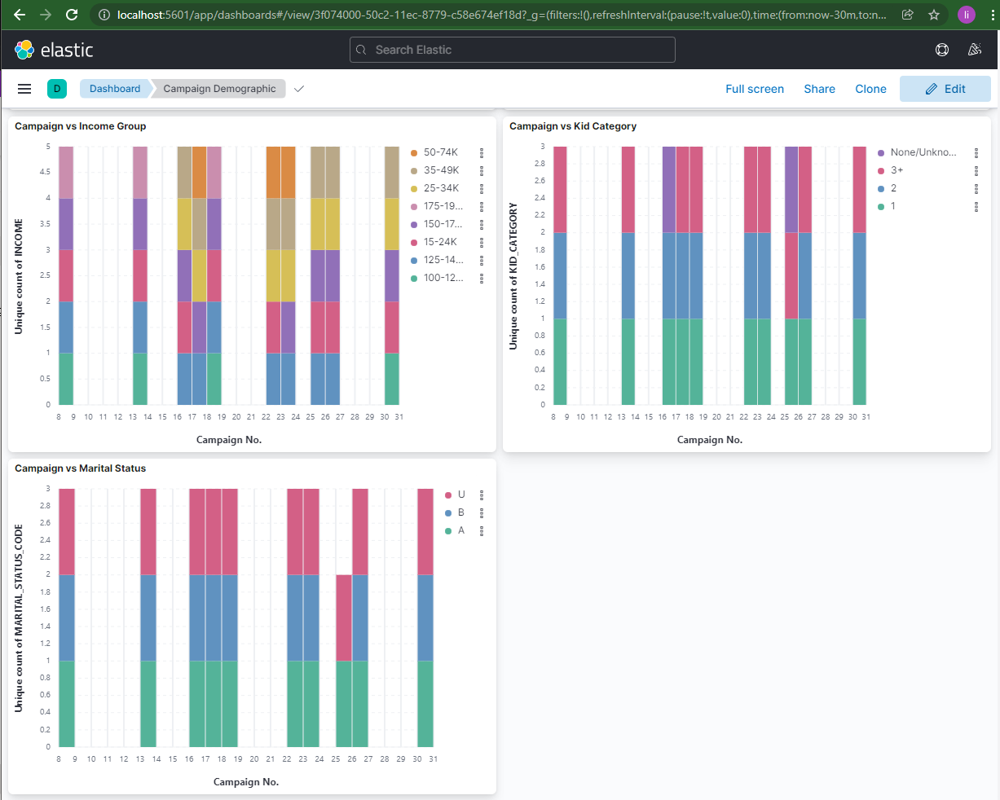 localhost:5601/app/dashboards#/view/3f074000-50c2-11ec-8779-c58e674ef18d?_g=(filters:!(),refreshInterval:(pause:!t,value:0),time:(from:now-30m,to:n...
li
elastic
Search Elastic
D
Dashboard
Campaign Demographic
Full screen
Share
Clone
Edit
Campaign vs Income Group
5
4.5
4
3.5
3
2.5
2
1.5
1
0.5
0
Unique count of INCOME
8 9 10 11 12 13 14 15 16 17 18 19 20 21 22 23 24 25 26 27 28 29 30 31
Campaign No.
50-74K
35-49K
25-34K
175-19...
150-17...
15-24K
125-14...
100-12...
Campaign vs Kid Category
3
2.8
2.6
2.4
2.2
2
1.8
1.6
1.4
1.2
1
0.8
0.6
0.4
0.2
0
Unique count of KID_CATEGORY
8 9 10 11 12 13 14 15 16 17 18 19 20 21 22 23 24 25 26 27 28 29 30 31
Campaign No.
None/Unkno...
3+
2
1
Campaign vs Marital Status
3
2.8
2.6
2.4
2.2
2
1.8
1.6
1.4
1.2
1
0.8
0.6
0.4
0.2
0
Unique count of MARITAL_STATUS_CODE
8 9 10 11 12 13 14 15 16 17 18 19 20 21 22 23 24 25 26 27 28 29 30 31
Campaign No.
U
B
A